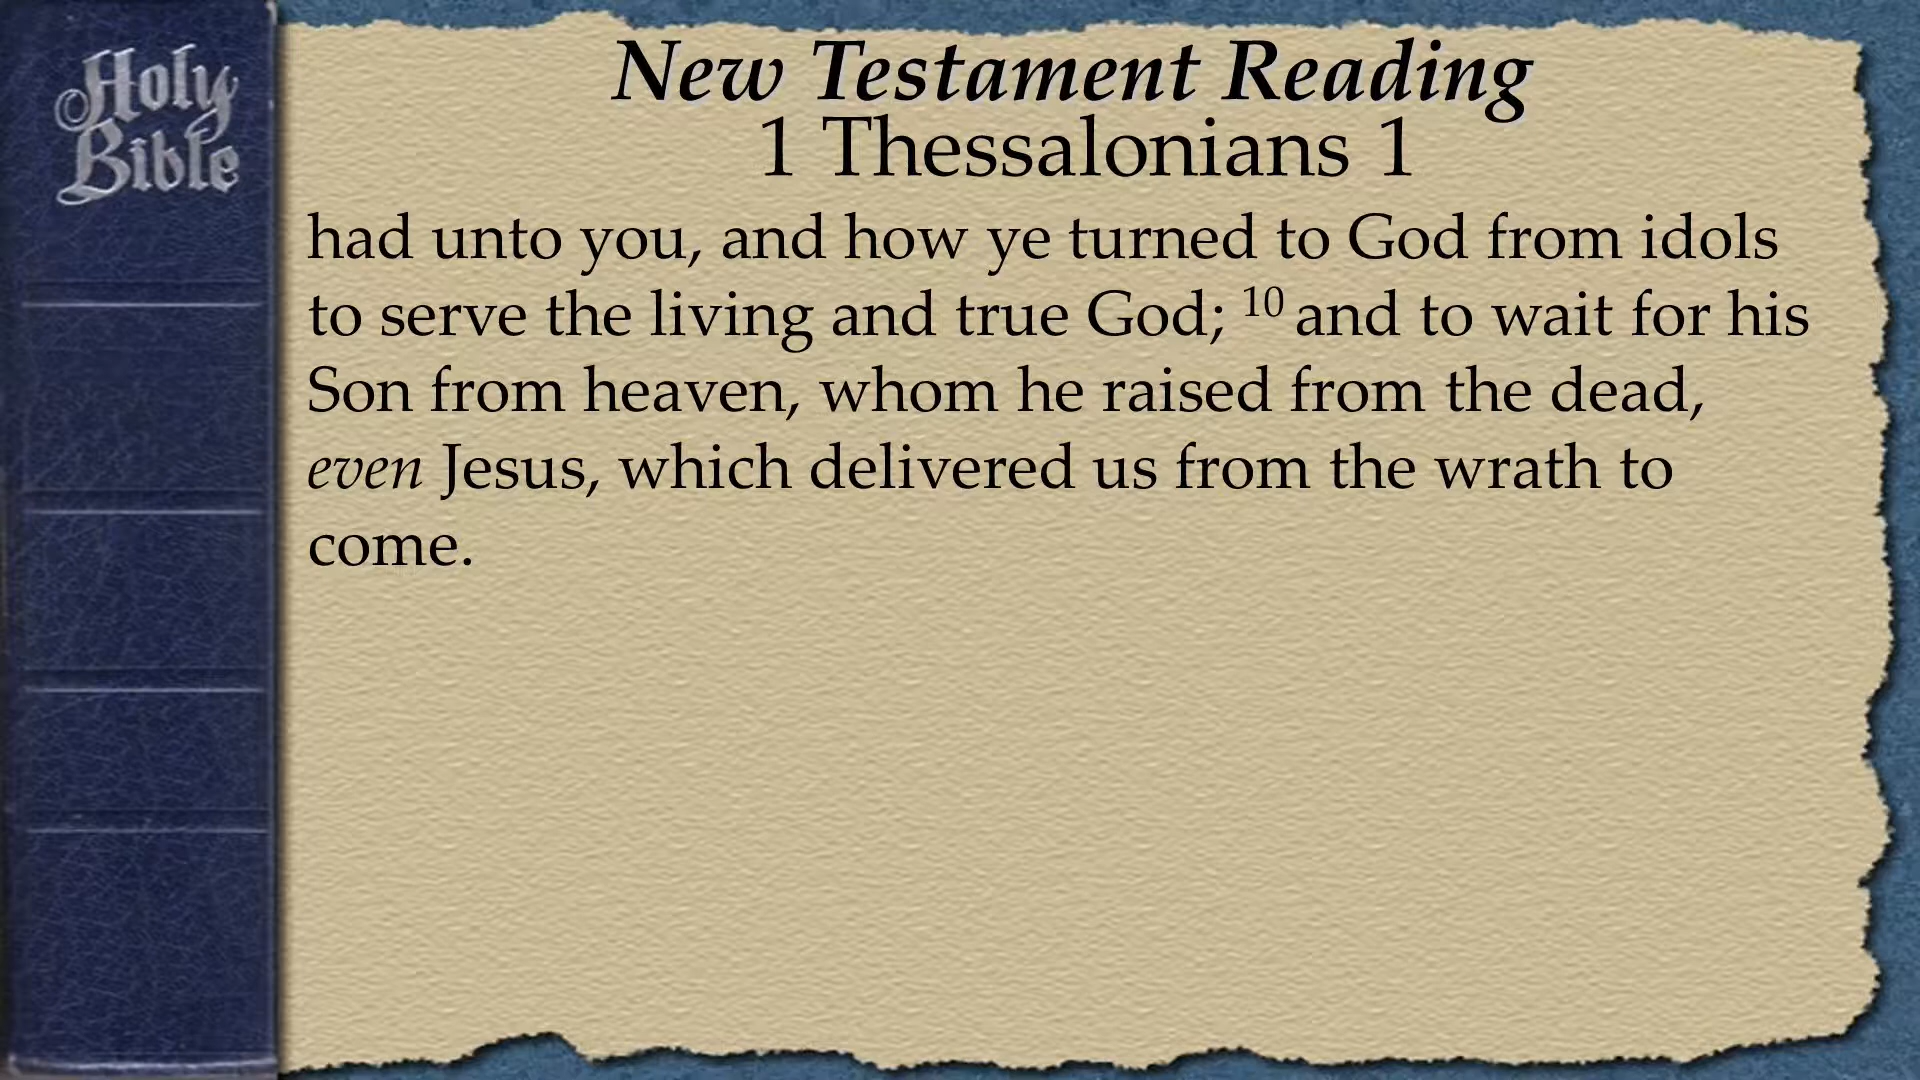 Holy
Bible
New Testament Reading
1 Thessalonians 1
had unto you, and how ye turned to God from idols
to serve the living and true God; 10 and to wait for his
Son from heaven, whom he raised from the dead,
even Jesus, which delivered us from the wrath to
come.